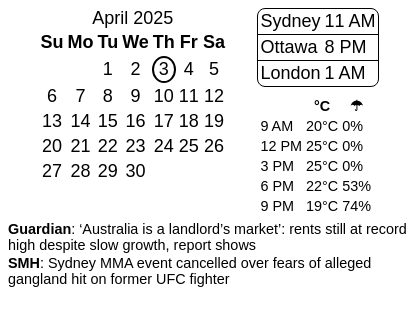 April 2025
Su Mo Tu We Th Fr Sa
1 2 3 4 5
6 7 8 9 10 11 12
13 14 15 16 17 18 19
20 21 22 23 24 25 26
27 28 29 30
Sydney 11 AM
Ottawa 8 PM
London 1 AM
°C ☂
9 AM 20°C 0%
12 PM 25°C 0%
3 PM 25°C 0%
6 PM 22°C 53%
9 PM 19°C 74%
Guardian: ‘Australia is a landlord’s market’: rents still at record
high despite slow growth, report shows
SMH: Sydney MMA event cancelled over fears of alleged
gangland hit on former UFC fighter